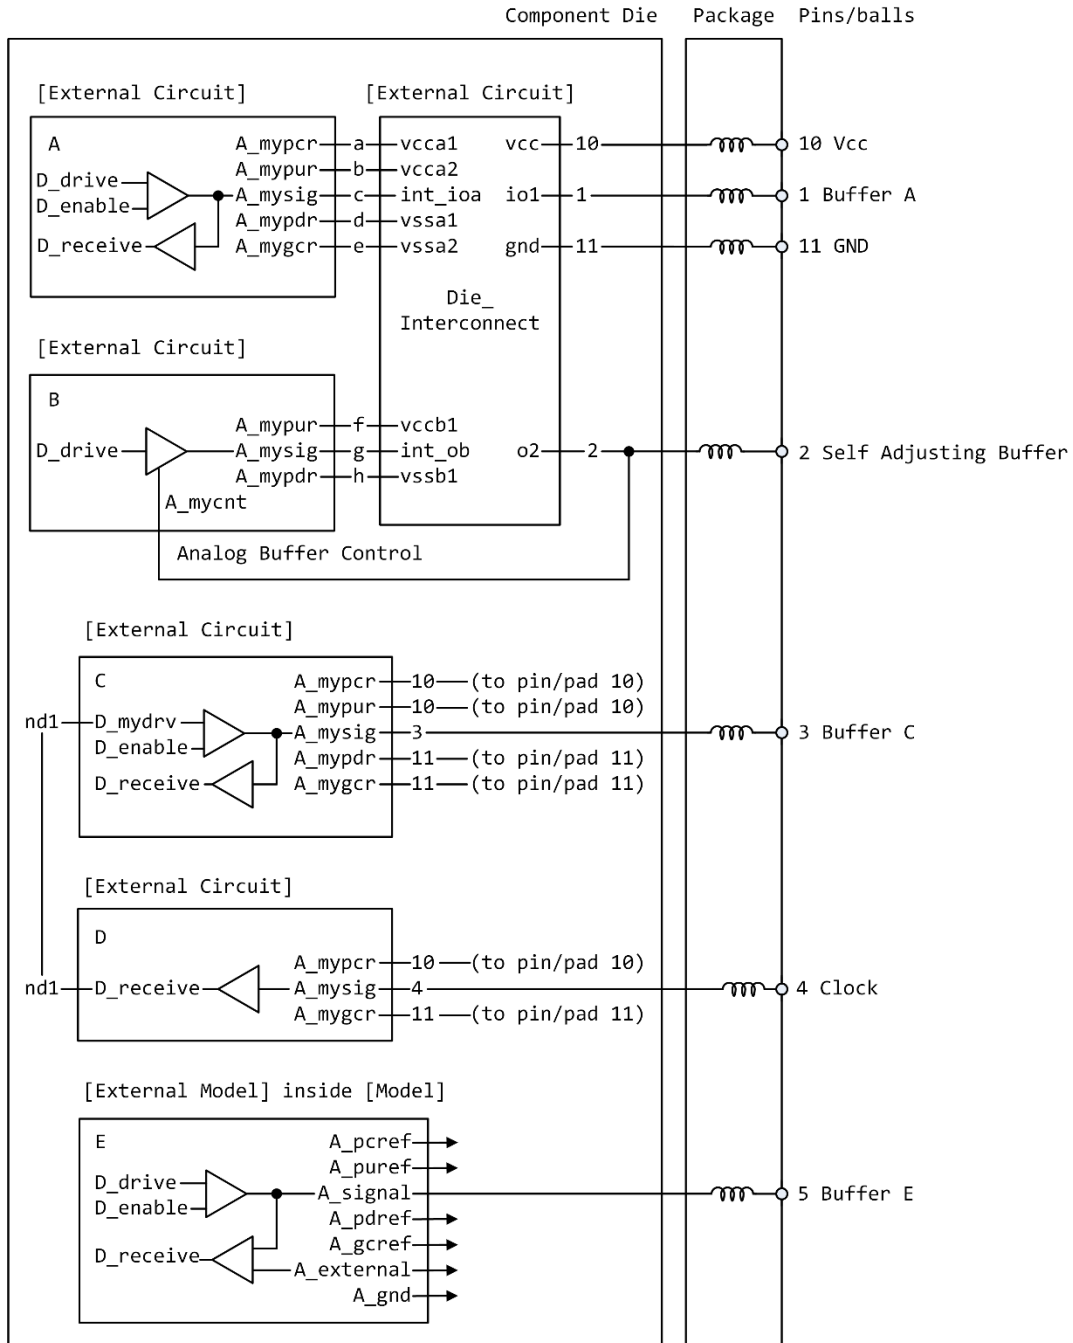 Component Die Package Pins/balls
[External Circuit] [External Circuit]
A A_mypcr a vcca1 vcc 10 10 Vcc
A_mypur b vcca2
D_drive
A_mysig c int_ioa io1 1 1 Buffer A
D_enable
A_mypdr d vssa1
D_receive A_mygcr e vssa2 gnd 11 11 GND
Die_
Interconnect
[External Circuit]
B
A_mypur f vccb1
D_drive A_mysig g int_ob o2 2 2 Self Adjusting Buffer
A_mypdr h vssb1
A_mycnt
Analog Buffer Control
[External Circuit]
C A_mypcr 10 (to pin/pad 10)
A_mypur 10 (to pin/pad 10)
nd1 D_mydrv
A_mysig 3 3 Buffer C
D_enable
A_mypdr 11 (to pin/pad 11)
D_receive A_mygcr 11 (to pin/pad 11)
[External Circuit]
D
A_mypcr 10 (to pin/pad 10)
nd1 D_receive A_mysig 4 4 Clock
A_mygcr 11 (to pin/pad 11)
[External Model] inside [Model]
E A_pcref
A_puref
D_drive
A_signal 5 Buffer E
D_enable
A_pdref
A_gcref
D_receive
A_external
A_gnd